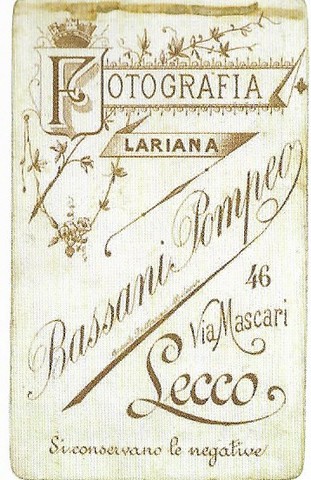 FOTOGRAFIA
LARIANA
Bassani Pompeo
46
Via Mascari
Lecco
Si conservano le negative